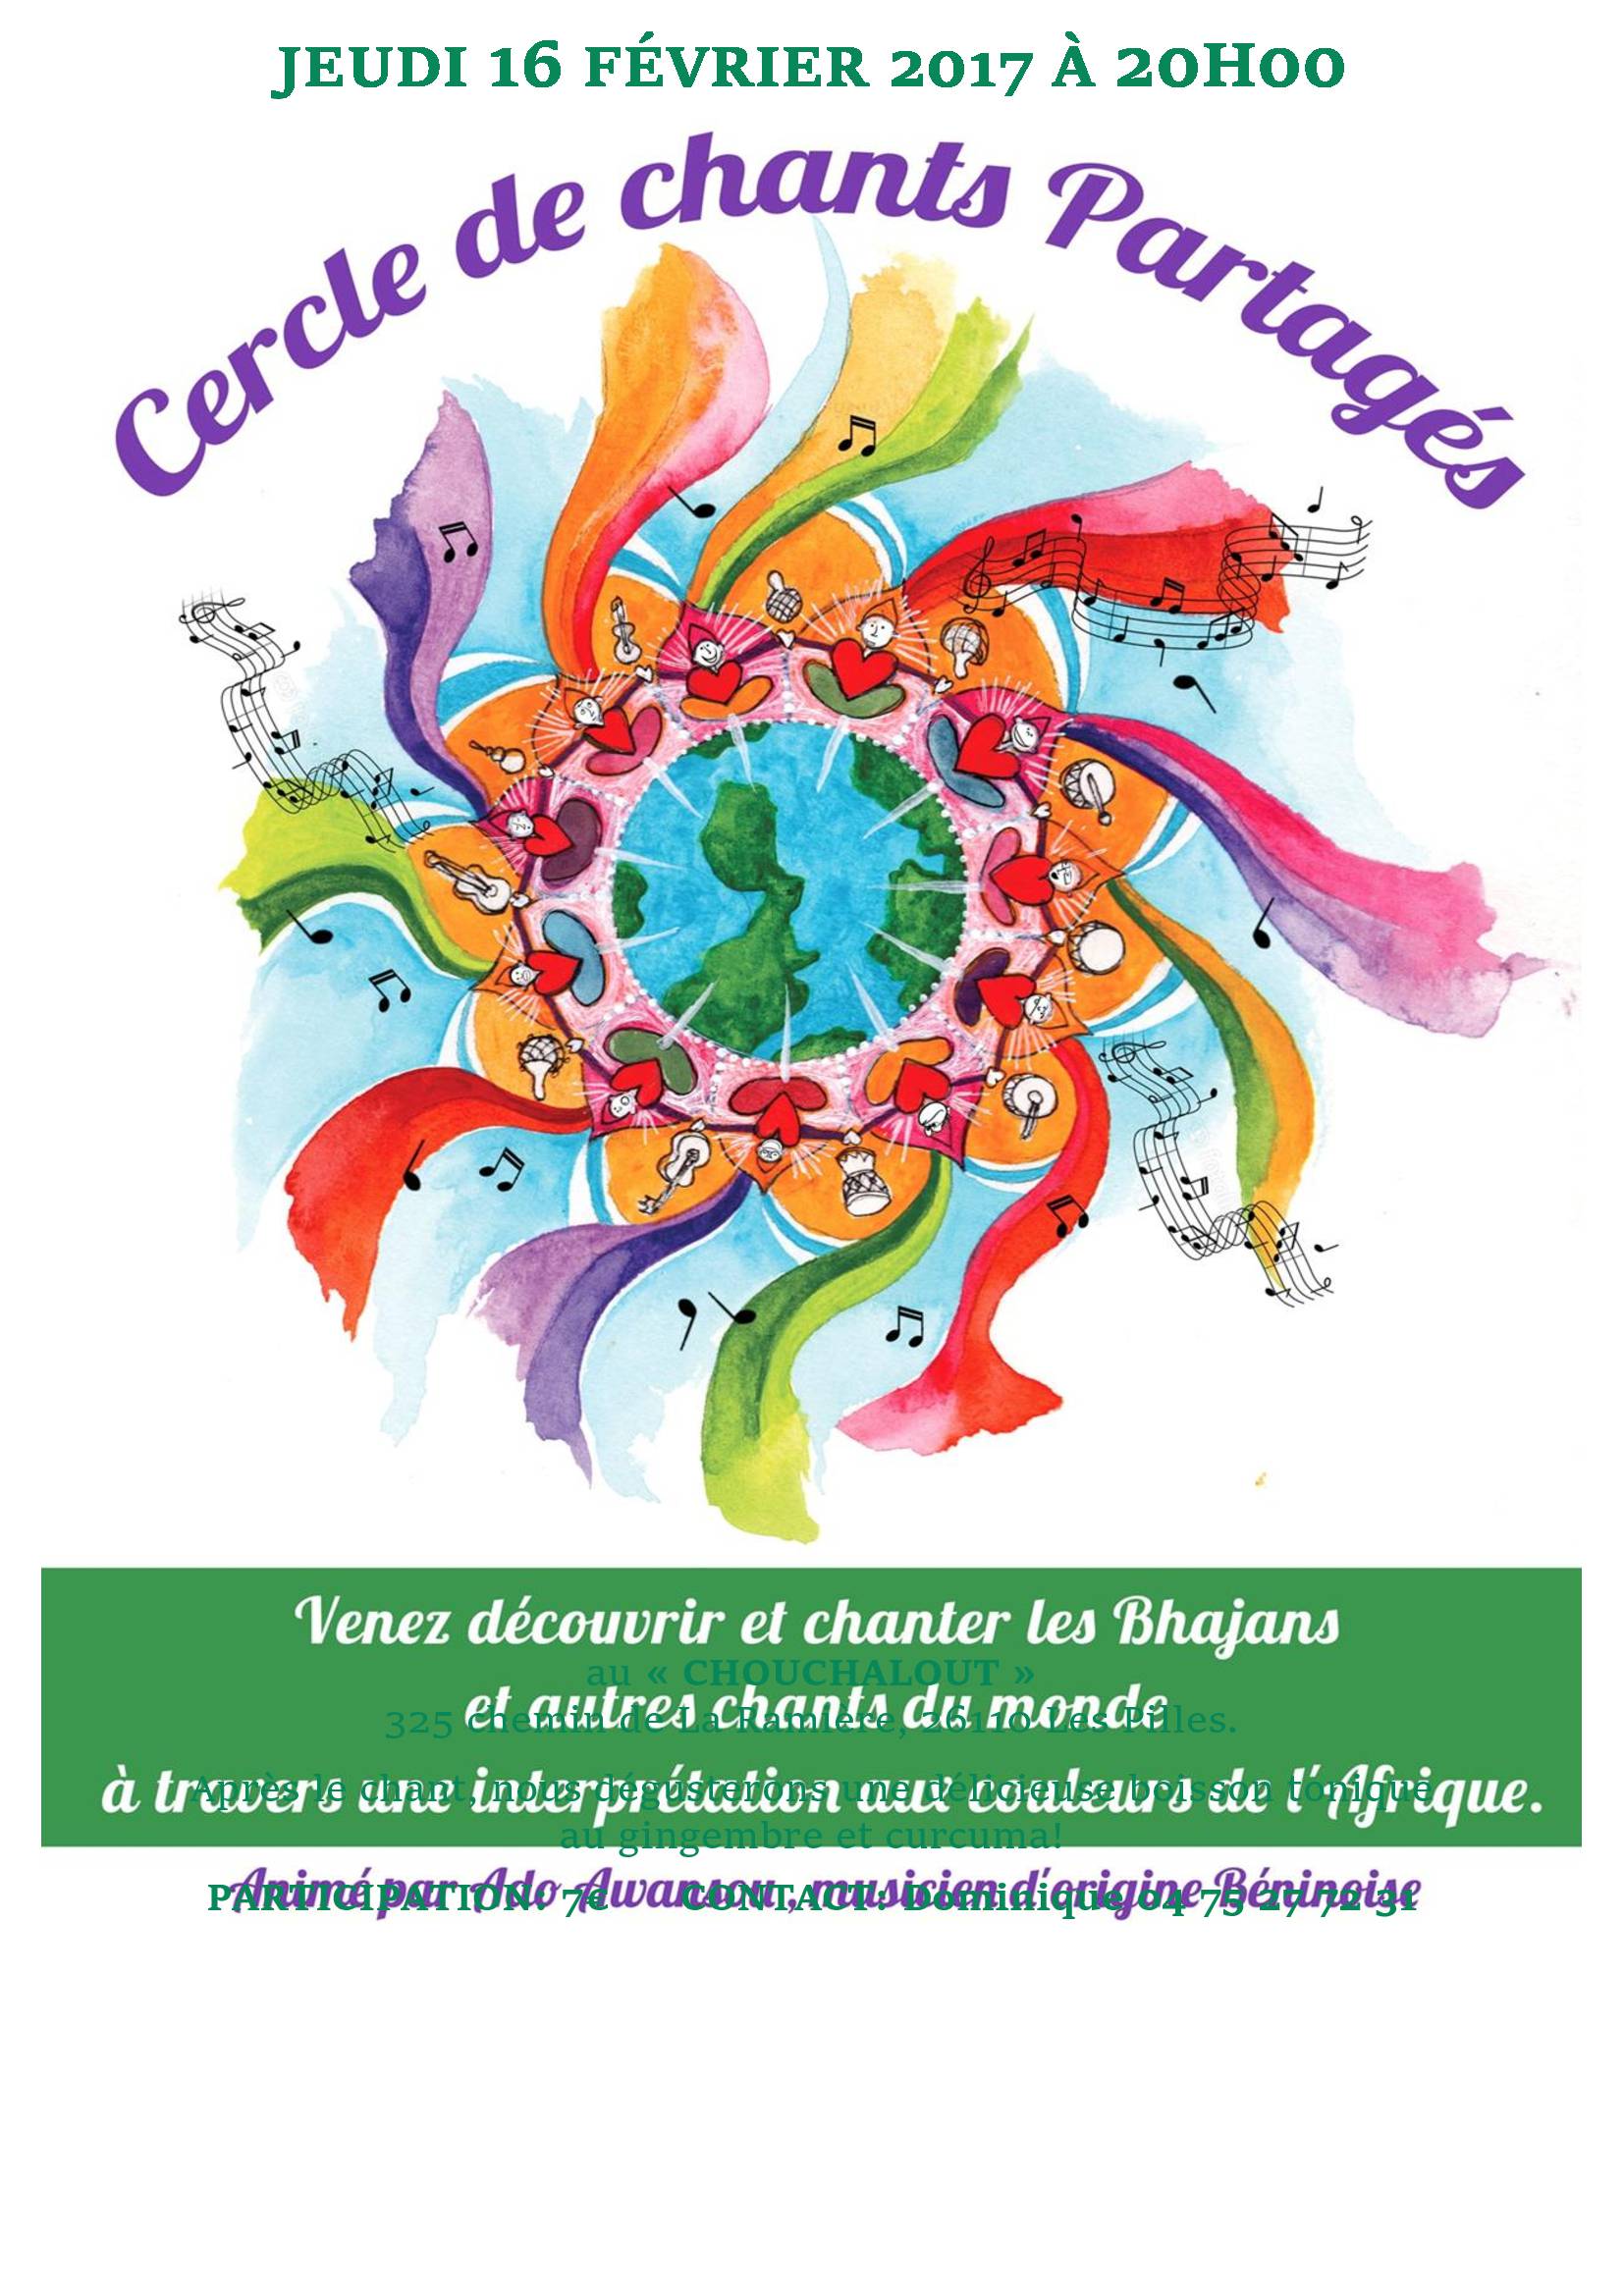 JEUDI 16 FÉVRIER 2017 À 20H00
Cercle de chants Partagés
Venez découvrir et chanter les Bhajans
au « CHOUCHALOUT »
et autres chants du monde
325 chemin de La Ramière, 26110 Les Pilles.
à travers une interprétation aux couleurs de l'Afrique.
Après le chant, nous dégusterons une délicieuse boisson tonique
au gingembre et curcuma!
Animé par Ado Awansou, musicien d'origine Béninoise
PARTICIPATION: 7€ CONTACT: Dominique 04 75 27 72 31